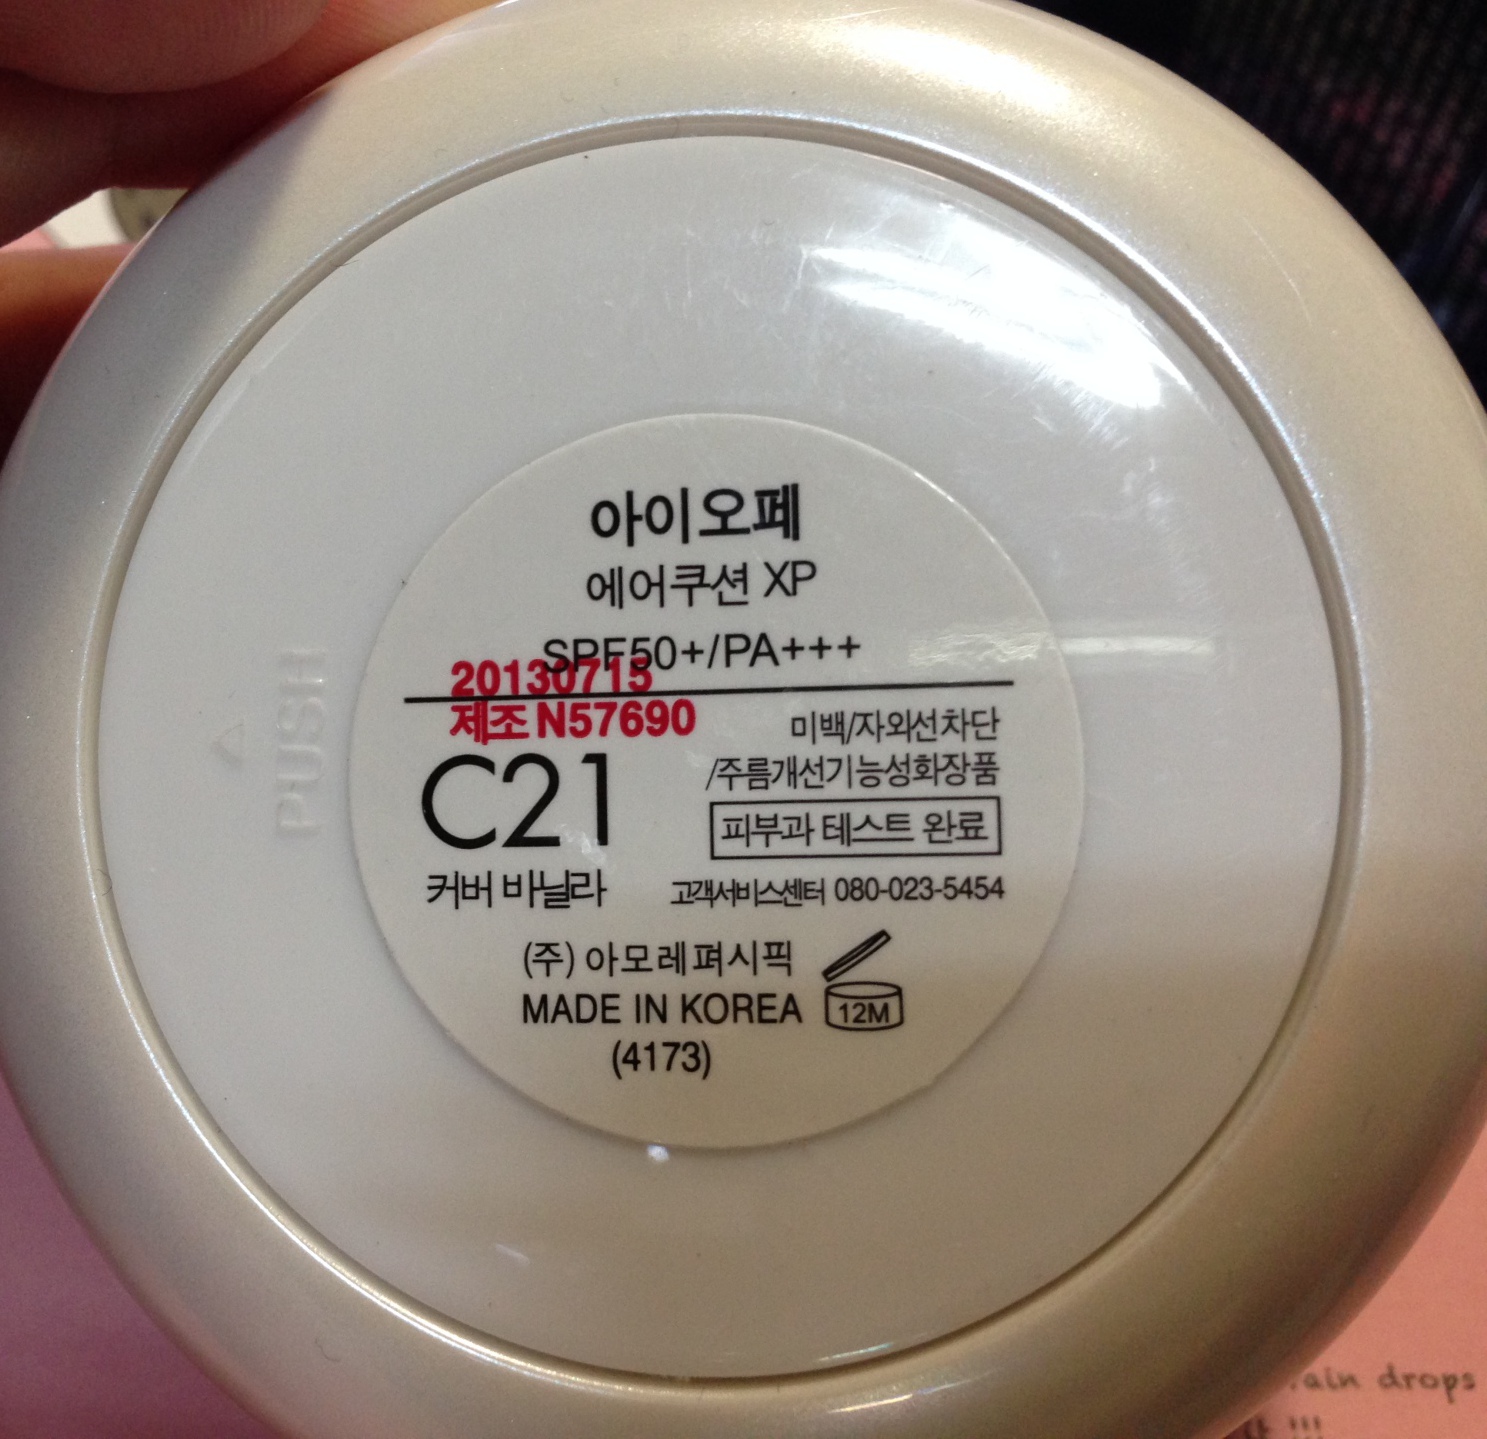 아이오페
에어쿠션 XP
SPF50+/PA+++
20130715
제조 N57690
미백/자외선차단
/주름개선기능성화장품
C21
피부과 테스트 완료
커버 바닐라
고객서비스센터 080-023-5454
(주) 아모레퍼시픽
MADE IN KOREA
12M
(4173)
PUSH
drops
!!!